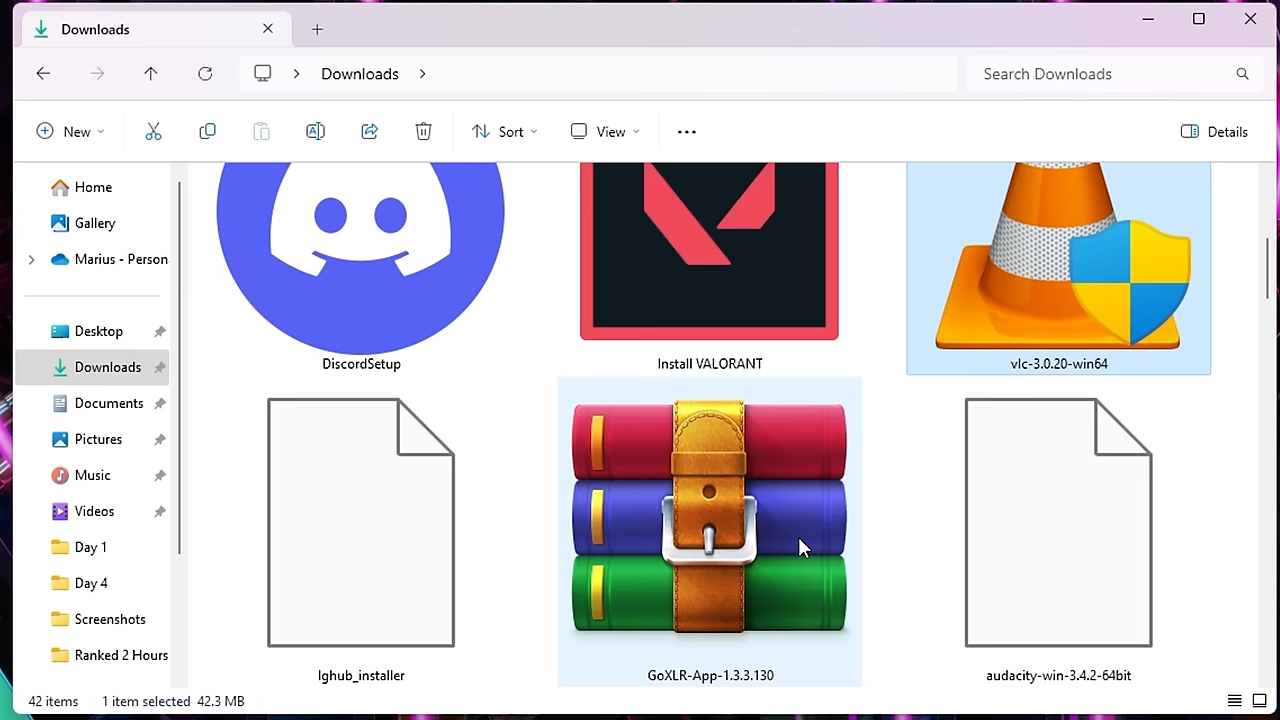 Downloads
Downloads
Search Downloads
New
Sort
View
Details
Home
Gallery
Marius - Person
Desktop
Downloads
Documents
Pictures
Music
Videos
Day 1
Day 4
Screenshots
Ranked 2 Hours
DiscordSetup
Install VALORANT
vlc-3.0.20-win64
lghub_installer
GoXLR-App-1.3.3.130
audacity-win-3.4.2-64bit
42 items 1 item selected 42.3 MB